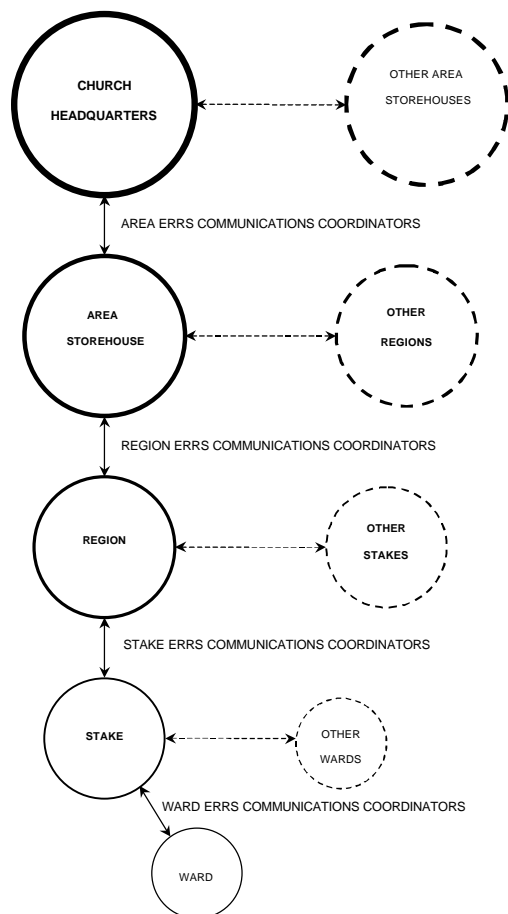 CHURCH
HEADQUARTERS
OTHER AREA
STOREHOUSES
AREA ERRS COMMUNICATIONS COORDINATORS
AREA
STOREHOUSE
OTHER
REGIONS
REGION ERRS COMMUNICATIONS COORDINATORS
REGION
OTHER
STAKES
STAKE ERRS COMMUNICATIONS COORDINATORS
STAKE
OTHER
WARDS
WARD ERRS COMMUNICATIONS COORDINATORS
WARD